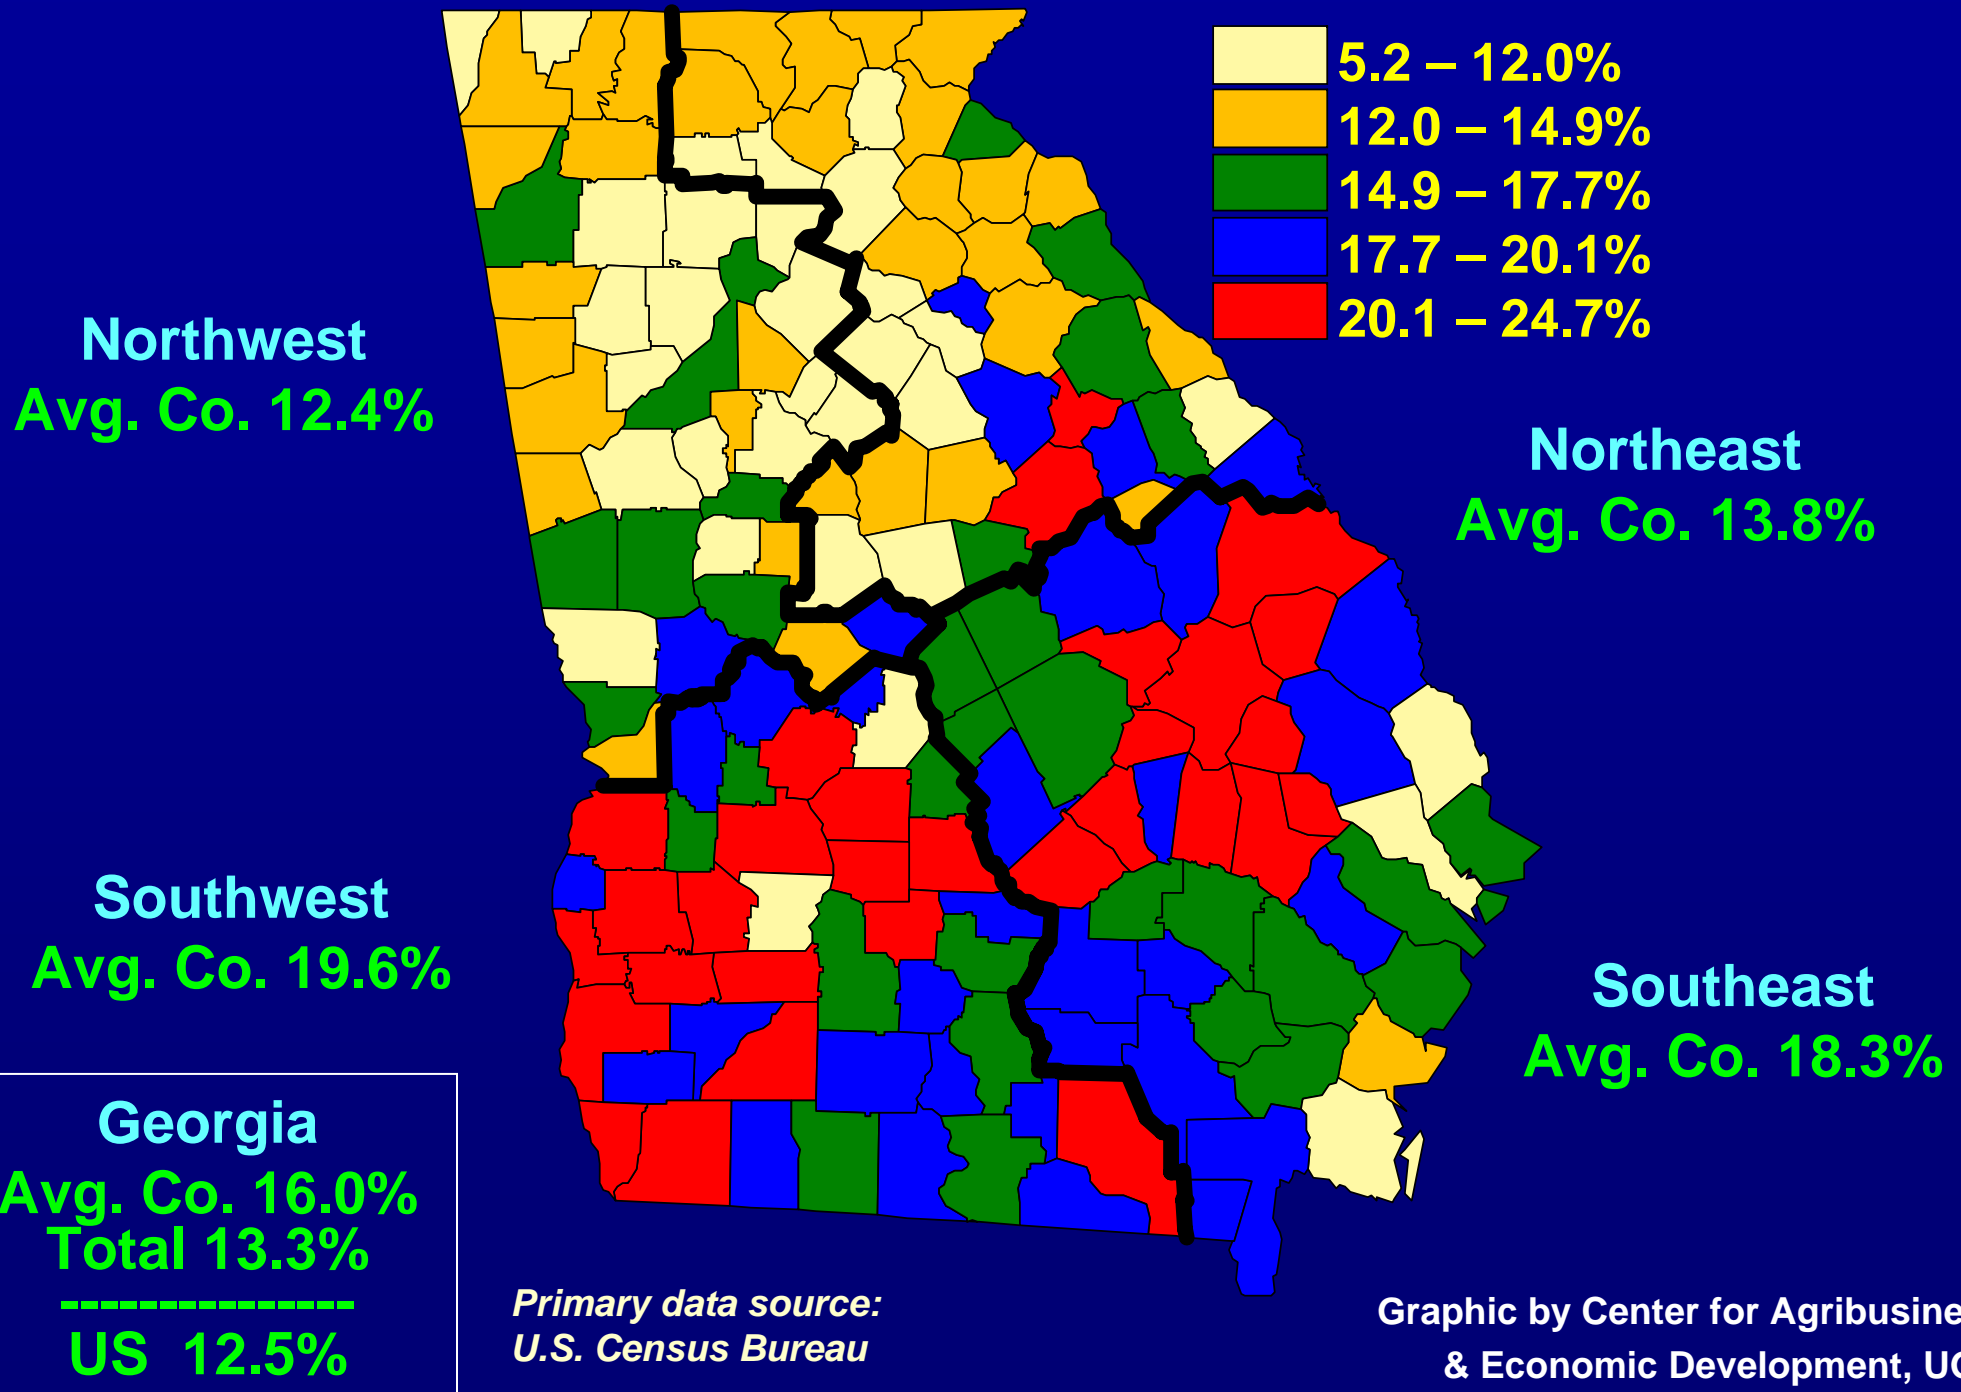 5.2 – 12.0%
12.0 – 14.9%
14.9 – 17.7%
17.7 – 20.1%
20.1 – 24.7%
Northwest
Avg. Co. 12.4%
Northeast
Avg. Co. 13.8%
Southwest
Avg. Co. 19.6%
Southeast
Avg. Co. 18.3%
Georgia
Avg. Co. 16.0%
Total 13.3%
---------------
US 12.5%
Primary data source:
U.S. Census Bureau
Graphic by Center for Agribusine
& Economic Development, UG